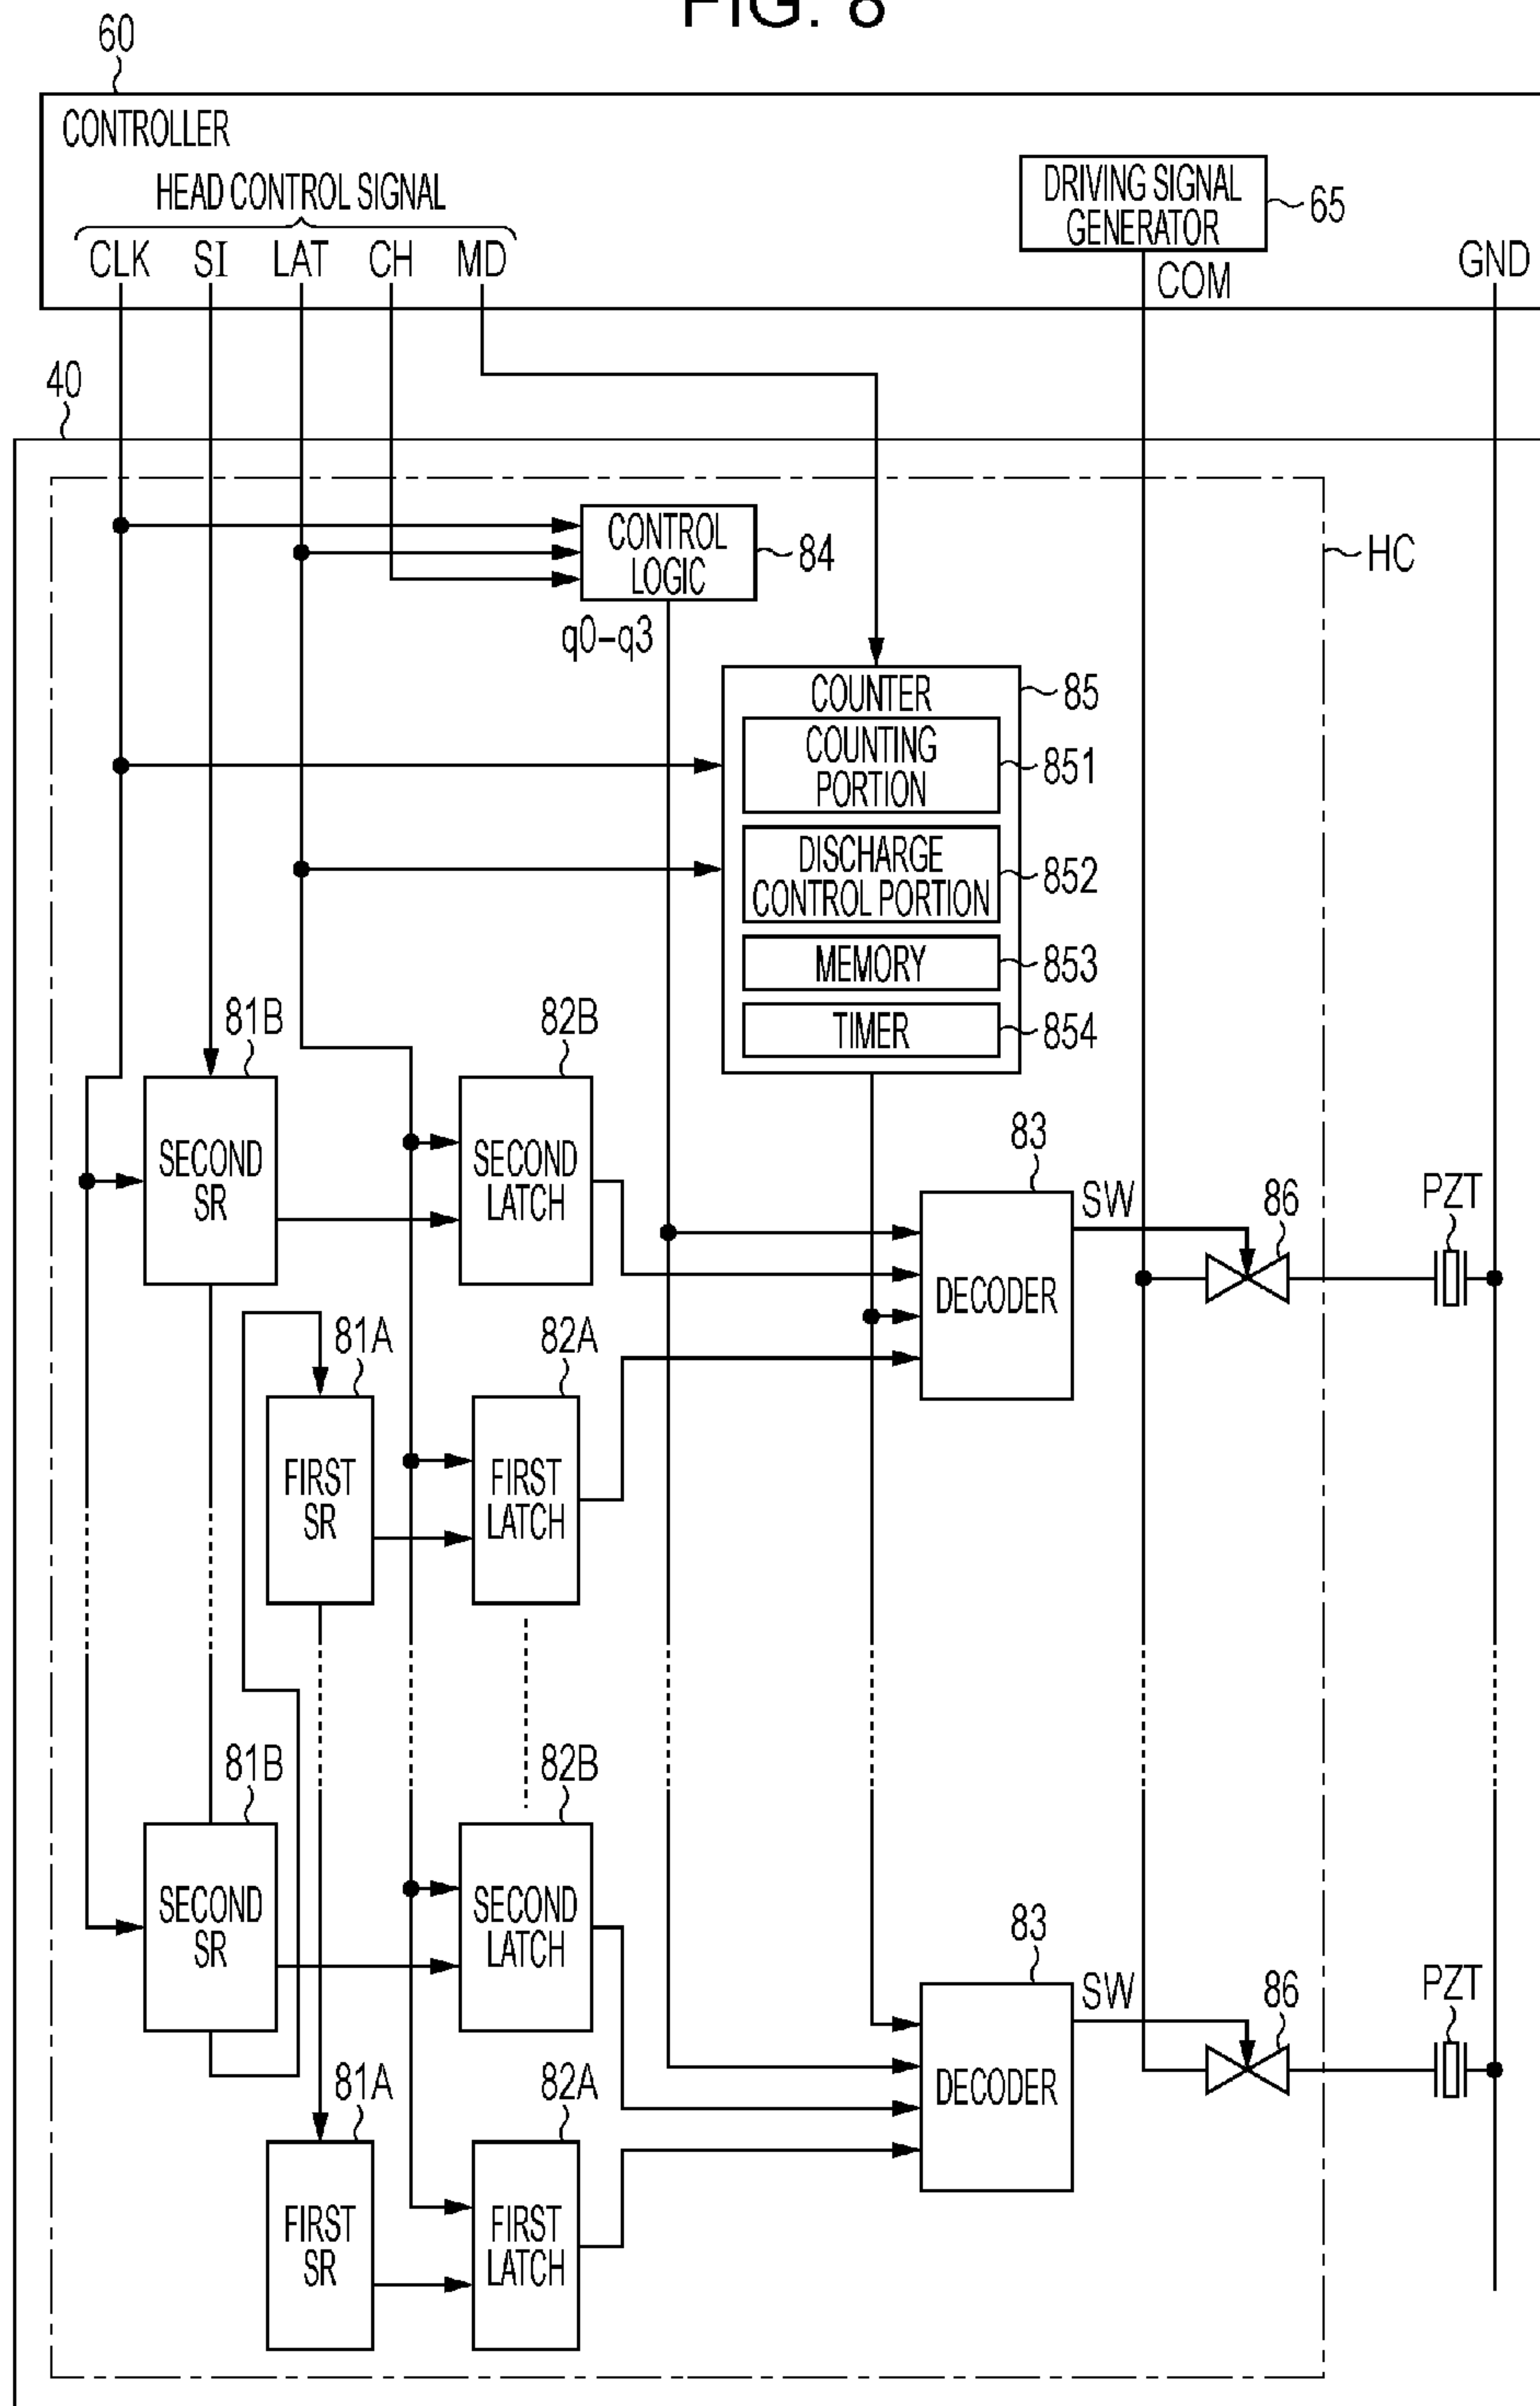 FIG. 8
60
CONTROLLER
HEAD CONTROL SIGNAL
CLK SI LAT CH MD
DRIVING SIGNAL
GENERATOR
65
COM
GND
40
CONTROL
LOGIC
84
HC
q0–q3
COUNTER
85
COUNTING
PORTION
851
DISCHARGE
CONTROL PORTION
852
MEMORY
853
TIMER
854
81B
82B
SECOND
SR
SECOND
LATCH
83
DECODER
SW
86
PZT
81A
82A
FIRST
SR
FIRST
LATCH
81B
82B
SECOND
SR
SECOND
LATCH
83
DECODER
SW
86
PZT
81A
82A
FIRST
SR
FIRST
LATCH